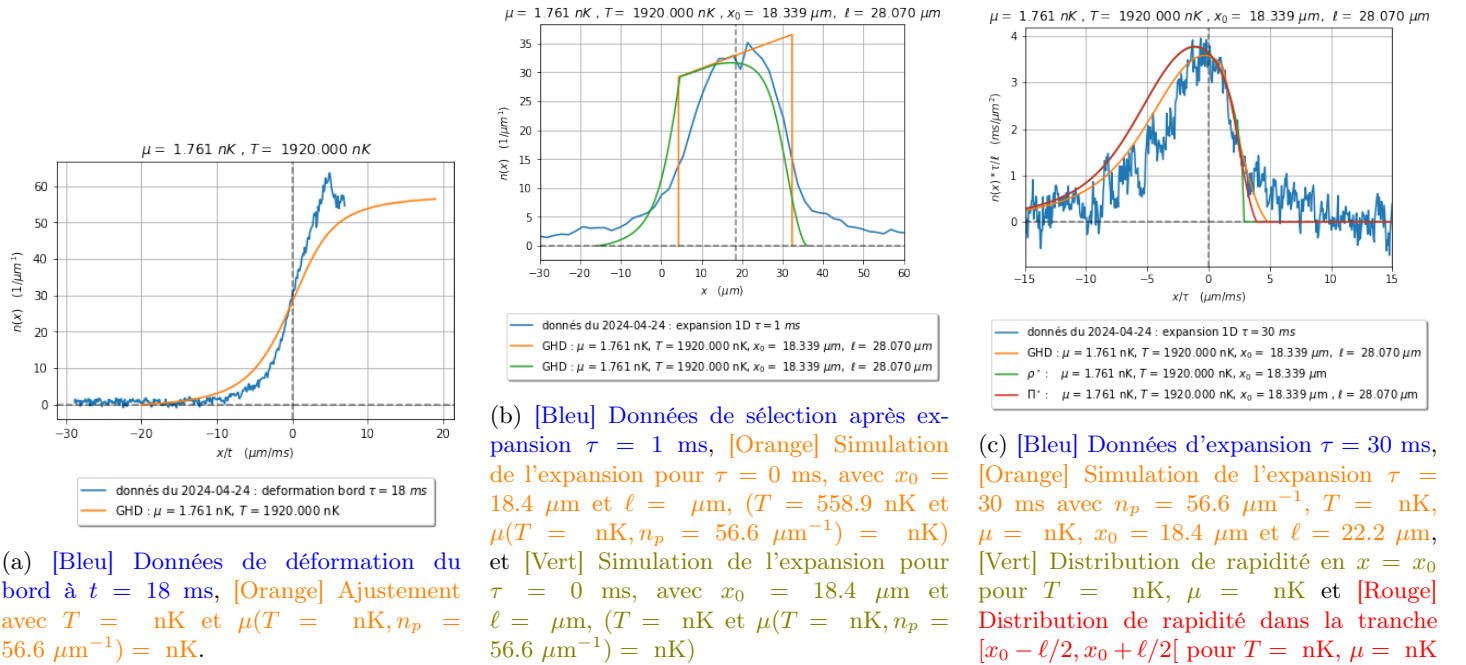 μ = 1.761 nK , T = 1920.000 nK
n(x) (1/μm¹)
60
50
40
30
20
10
0
−30 −20 −10 0 10 20
x/t (μm/ms)
donnés du 2024-04-24 : deformation bord τ = 18 ms
GHD : μ = 1.761 nK, T = 1920.000 nK
(a) [Bleu] Données de déformation du
bord à t = 18 ms, [Orange] Ajustement
avec T = nK et μ(T = nK, n_p =
56.6 μm⁻¹) = nK.
μ = 1.761 nK , T = 1920.000 nK , x₀ = 18.339 μm, ℓ = 28.070 μm
n(x) (1/μm¹)
35
30
25
20
15
10
5
0
−30 −20 −10 0 10 20 30 40 50 60
x (μm)
donnés du 2024-04-24 : expansion 1D τ = 1 ms
GHD : μ = 1.761 nK, T = 1920.000 nK, x₀ = 18.339 μm, ℓ = 28.070 μm
GHD : μ = 1.761 nK, T = 1920.000 nK, x₀ = 18.339 μm, ℓ = 28.070 μm
(b) [Bleu] Données de sélection après ex-
pansion τ = 1 ms, [Orange] Simulation
de l'expansion pour τ = 0 ms, avec x₀ =
18.4 μm et ℓ = μm, (T = 558.9 nK et
μ(T = nK, n_p = 56.6 μm⁻¹) = nK)
et [Vert] Simulation de l'expansion pour
τ = 0 ms, avec x₀ = 18.4 μm et
ℓ = μm, (T = nK et μ(T = nK, n_p =
56.6 μm⁻¹) = nK)
μ = 1.761 nK , T = 1920.000 nK , x₀ = 18.339 μm, ℓ = 28.070 μm
n(x) * τ/ℓ (ms/μm²)
4
3
2
1
0
−15 −10 −5 0 5 10 15
x/τ (μm/ms)
donnés du 2024-04-24 : expansion 1D τ = 30 ms
GHD : μ = 1.761 nK, T = 1920.000 nK, x₀ = 18.339 μm, ℓ = 28.070 μm
ρ* : μ = 1.761 nK, T = 1920.000 nK, x₀ = 18.339 μm
Π* : μ = 1.761 nK, T = 1920.000 nK, x₀ = 18.339 μm , ℓ = 28.070 μm
(c) [Bleu] Données d'expansion τ = 30 ms,
[Orange] Simulation de l'expansion τ =
30 ms avec n_p = 56.6 μm⁻¹, T = nK,
μ = nK, x₀ = 18.4 μm et ℓ = 22.2 μm,
[Vert] Distribution de rapidité en x = x₀
pour T = nK, μ = nK et [Rouge]
Distribution de rapidité dans la tranche
[x₀ − ℓ/2, x₀ + ℓ/2[ pour T = nK, μ = nK